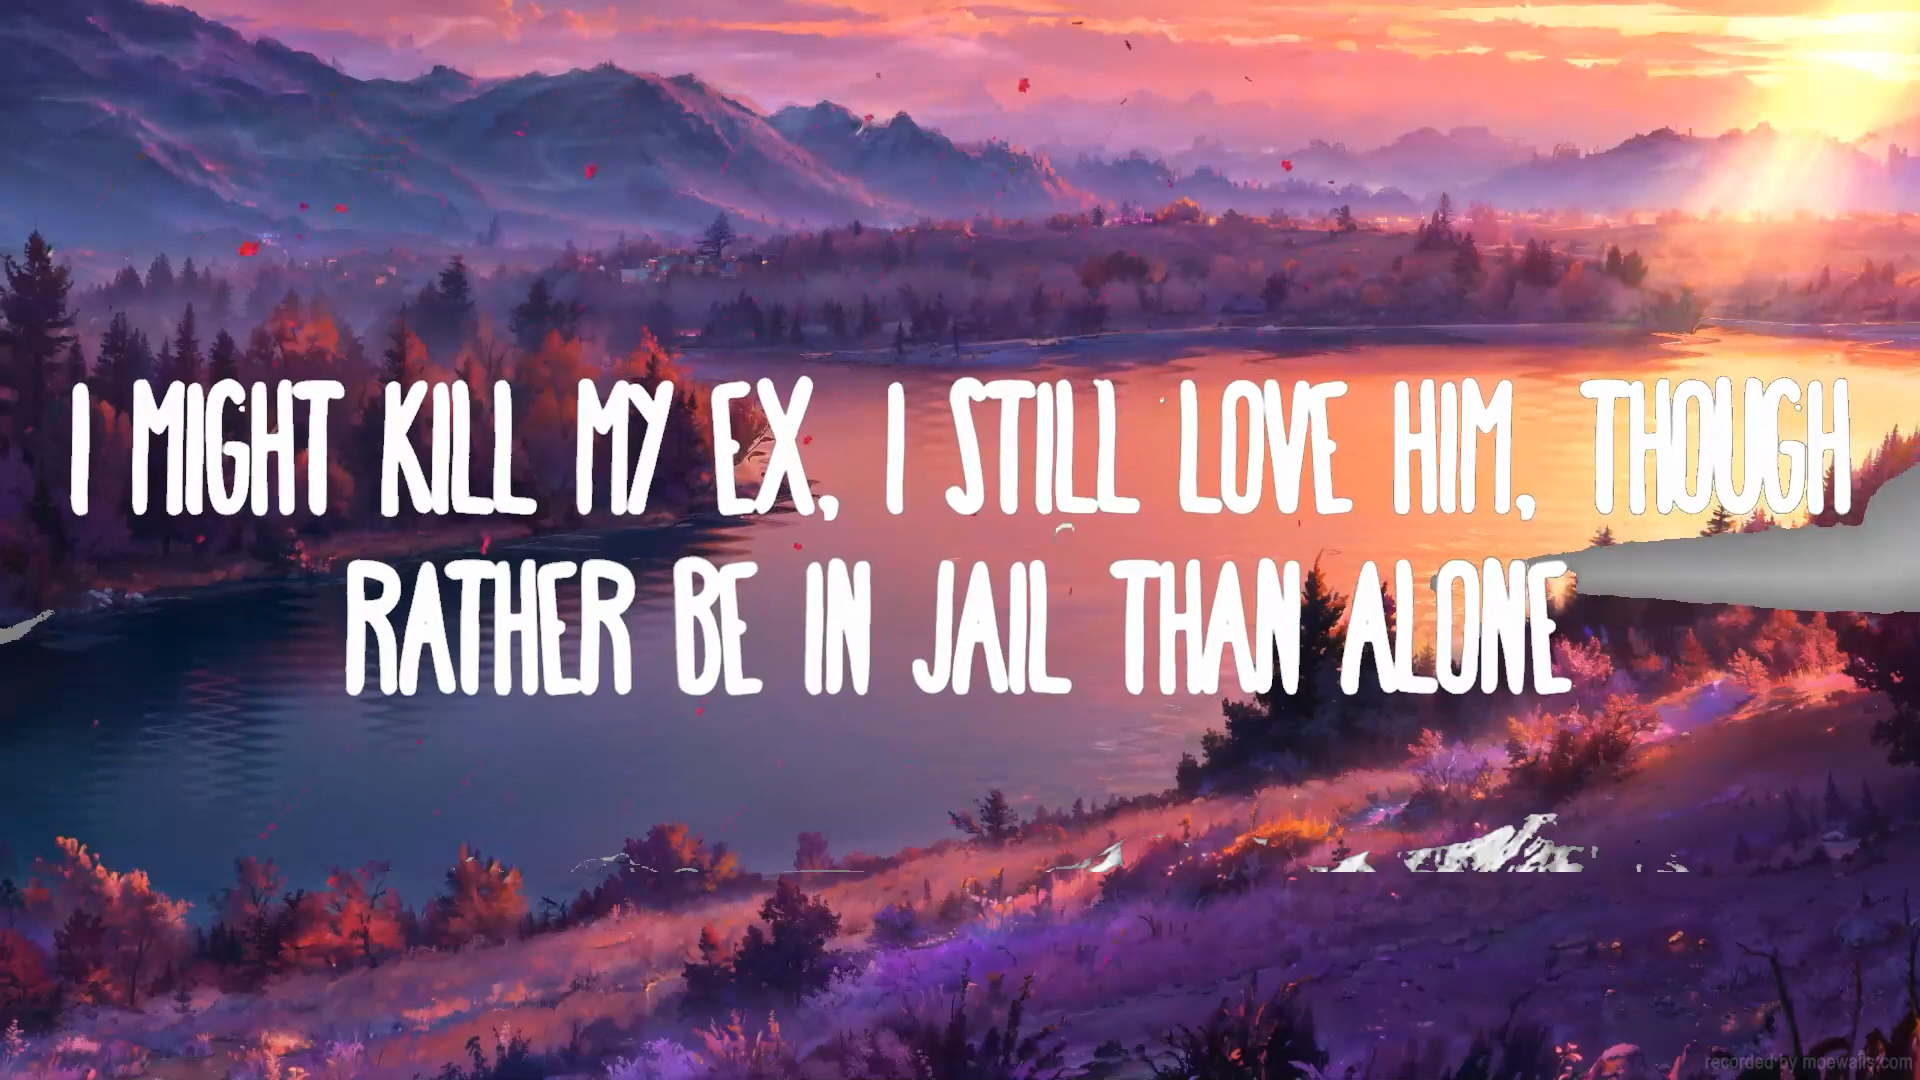 I MIGHT KILL MY EX, I STILL LOVE HIM, THOUGH
RATHER BE IN JAIL THAN ALONE
recorded by moewalls.com